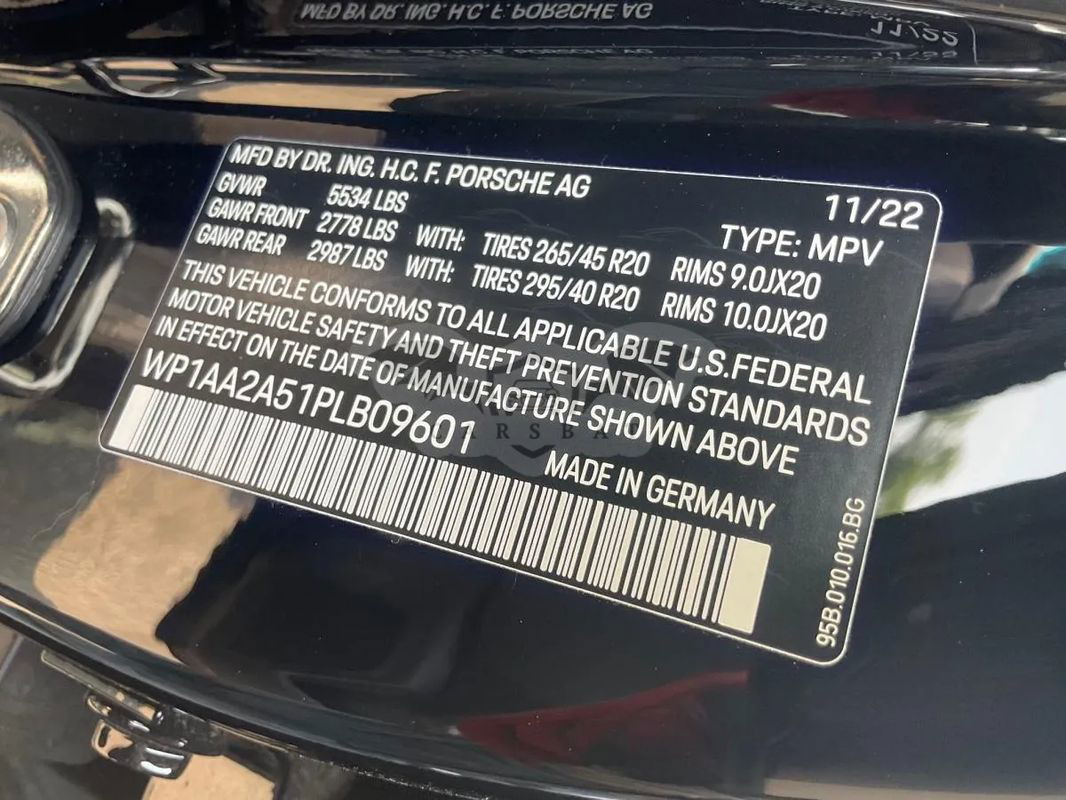 MFD BY DR. ING. H.C. F. PORSCHE AG
11/22
MFD BY DR. ING. H.C. F. PORSCHE AG 11/22
GVWR 5534 LBS TYPE: MPV
GAWR FRONT 2778 LBS WITH: TIRES 265/45 R20 RIMS 9.0JX20
GAWR REAR 2987 LBS WITH: TIRES 295/40 R20 RIMS 10.0JX20
THIS VEHICLE CONFORMS TO ALL APPLICABLE U.S.FEDERAL
MOTOR VEHICLE SAFETY AND THEFT PREVENTION STANDARDS
IN EFFECT ON THE DATE OF MANUFACTURE SHOWN ABOVE
WP1AA2A51PLB09601
MADE IN GERMANY
95B.010.016.BG